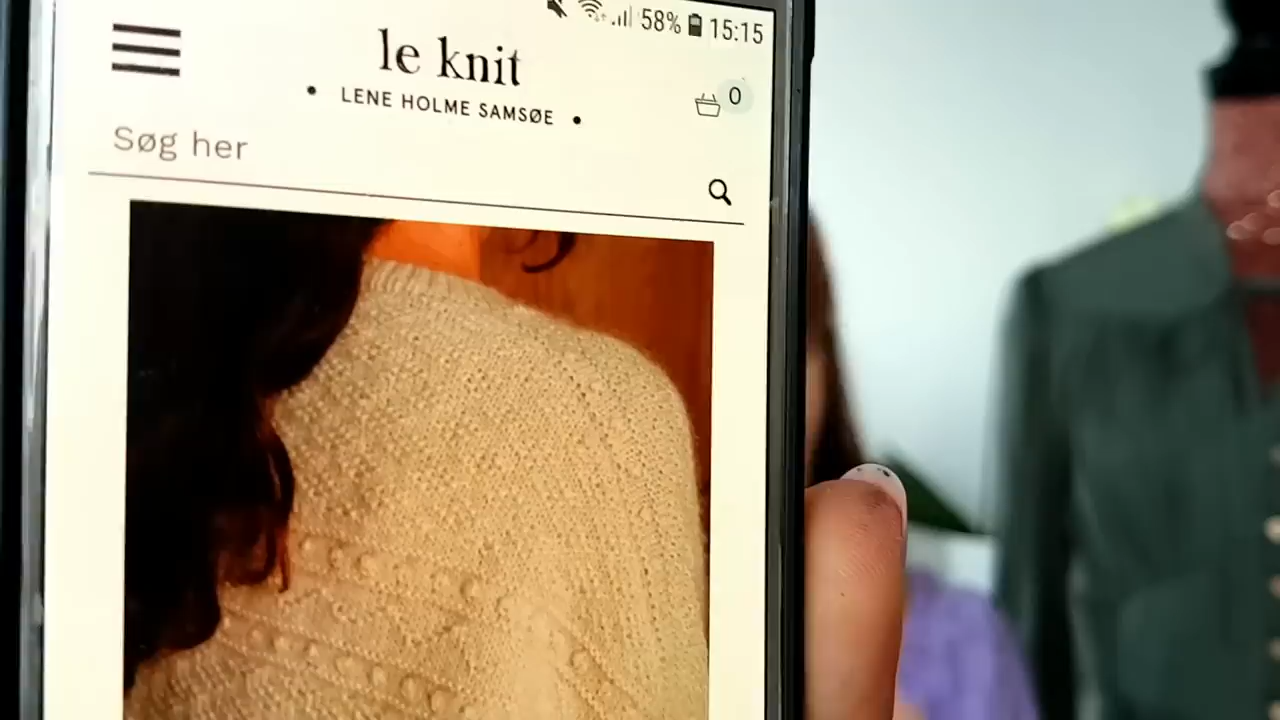 58% 15:15
le knit
• LENE HOLME SAMSØE •
0
Søg her